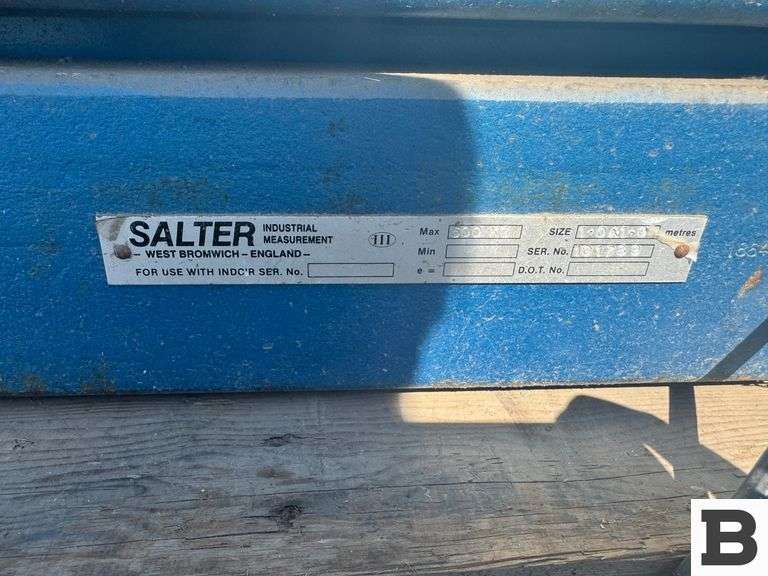 SALTER INDUSTRIAL MEASUREMENT III
- WEST BROMWICH - ENGLAND -
FOR USE WITH INDC'R SER. No.
Max
Min
e =
SIZE metres
SER. No.
D.O.T. No.
B